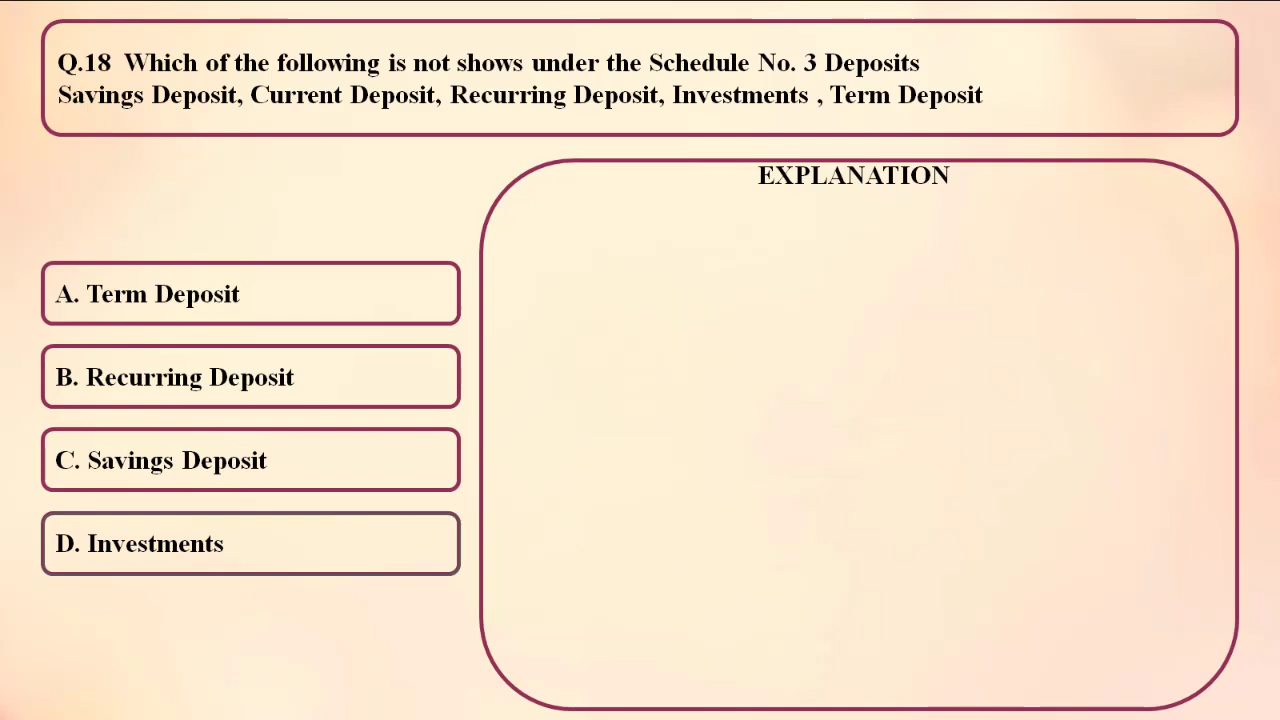 Q.18 Which of the following is not shows under the Schedule No. 3 Deposits
Savings Deposit, Current Deposit, Recurring Deposit, Investments , Term Deposit
EXPLANATION
A. Term Deposit
B. Recurring Deposit
C. Savings Deposit
D. Investments